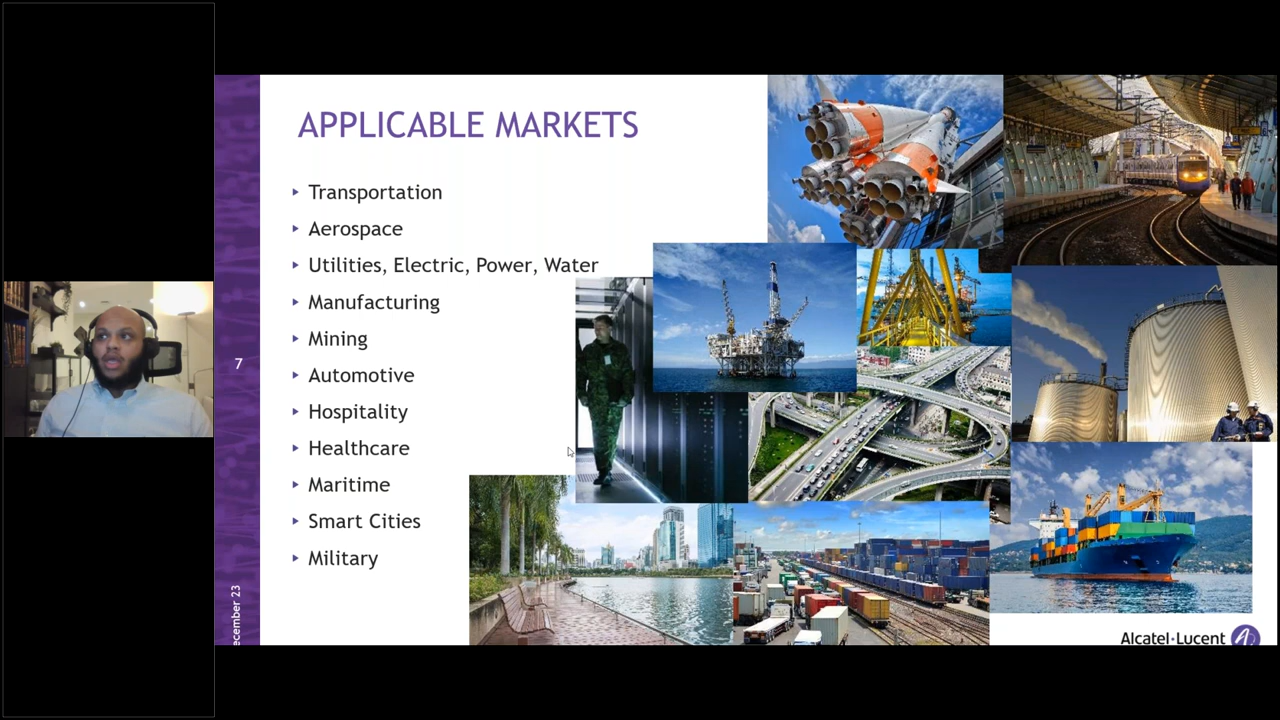 APPLICABLE MARKETS
Transportation
Aerospace
Utilities, Electric, Power, Water
Manufacturing
Mining
Automotive
Hospitality
Healthcare
Maritime
Smart Cities
Military
7
ecember 23
Alcatel·Lucent